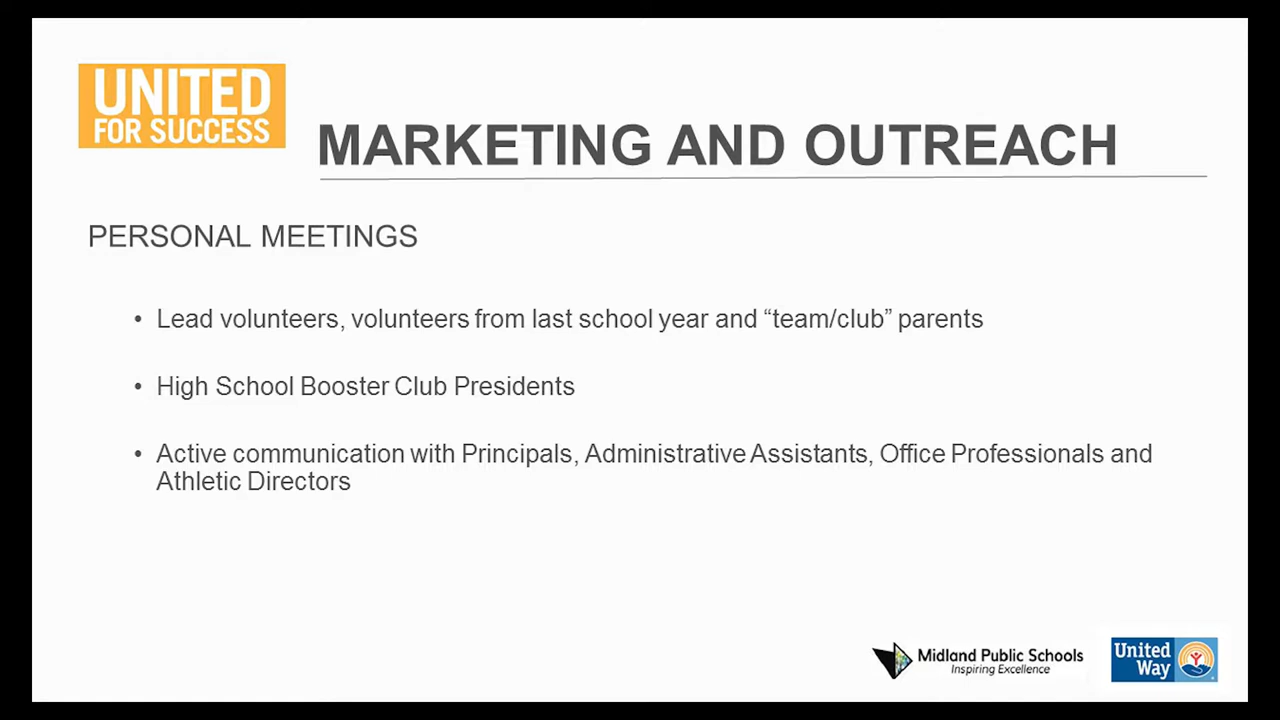 UNITED
FOR SUCCESS
MARKETING AND OUTREACH
PERSONAL MEETINGS
• Lead volunteers, volunteers from last school year and “team/club” parents
• High School Booster Club Presidents
• Active communication with Principals, Administrative Assistants, Office Professionals and
Athletic Directors
Midland Public Schools
Inspiring Excellence
United
Way